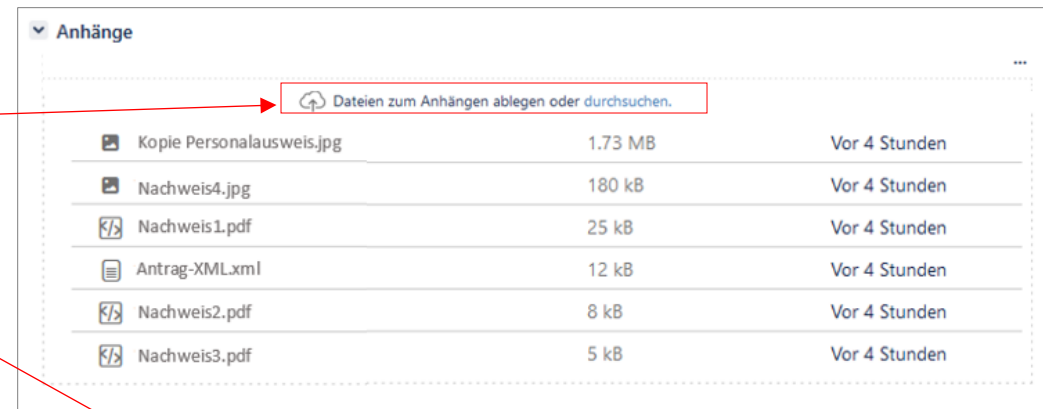 Anhänge
...
Dateien zum Anhängen ablegen oder durchsuchen.
Kopie Personalausweis.jpg 1.73 MB Vor 4 Stunden
Nachweis4.jpg 180 kB Vor 4 Stunden
Nachweis1.pdf 25 kB Vor 4 Stunden
Antrag-XML.xml 12 kB Vor 4 Stunden
Nachweis2.pdf 8 kB Vor 4 Stunden
Nachweis3.pdf 5 kB Vor 4 Stunden